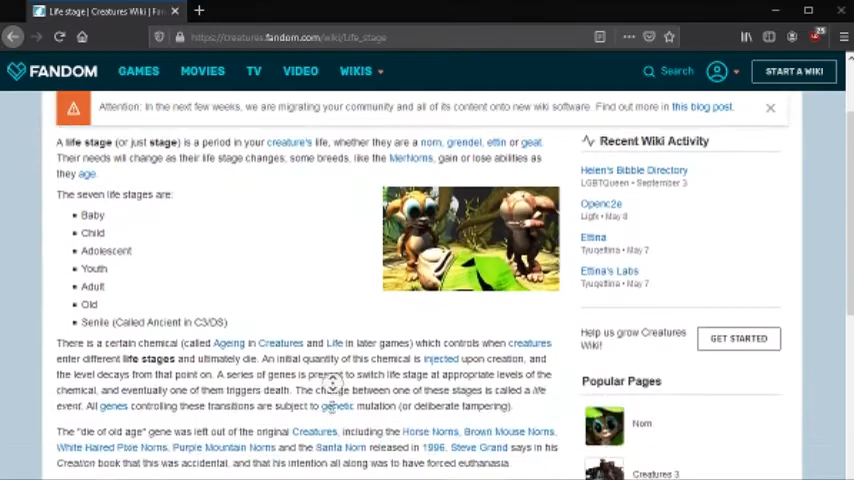 Life stage | Creatures Wiki | Fan
https://creatures.fandom.com/wiki/Life_stage
25
FANDOM GAMES MOVIES TV VIDEO WIKIS Search START A WIKI
Attention: In the next few weeks, we are migrating your community and all of its content onto new wiki software. Find out more in this blog post.
A life stage (or just stage) is a period in your creature's life, whether they are a norn, grendel, ettin or geat.
Their needs will change as their life stage changes; some breeds, like the MerNorns, gain or lose abilities as
they age.
The seven life stages are:
Baby
Child
Adolescent
Youth
Adult
Old
Senile (Called Ancient in C3/DS)
There is a certain chemical (called Ageing in Creatures and Life in later games) which controls when creatures
enter different life stages and ultimately die. An initial quantity of this chemical is injected upon creation, and
the level decays from that point on. A series of genes is present to switch life stage at appropriate levels of the
chemical, and eventually one of them triggers death. The change between one of these stages is called a life
event. All genes controlling these transitions are subject to genetic mutation (or deliberate tampering).
The "die of old age" gene was left out of the original Creatures, including the Horse Norns, Brown Mouse Norns,
White Haired Pixie Norns, Purple Mountain Norns and the Santa Norn released in 1996. Steve Grand says in his
Creation book that this was accidental, and that his intention all along was to have forced euthanasia.
Recent Wiki Activity
Helen's Bibble Directory
LGBTQueen • September 3
Openc2e
Ligfx • May 8
Ettina
Tyuqettina • May 7
Ettina's Labs
Tyuqettina • May 7
Help us grow Creatures
Wiki!
GET STARTED
Popular Pages
Norn
Creatures 3